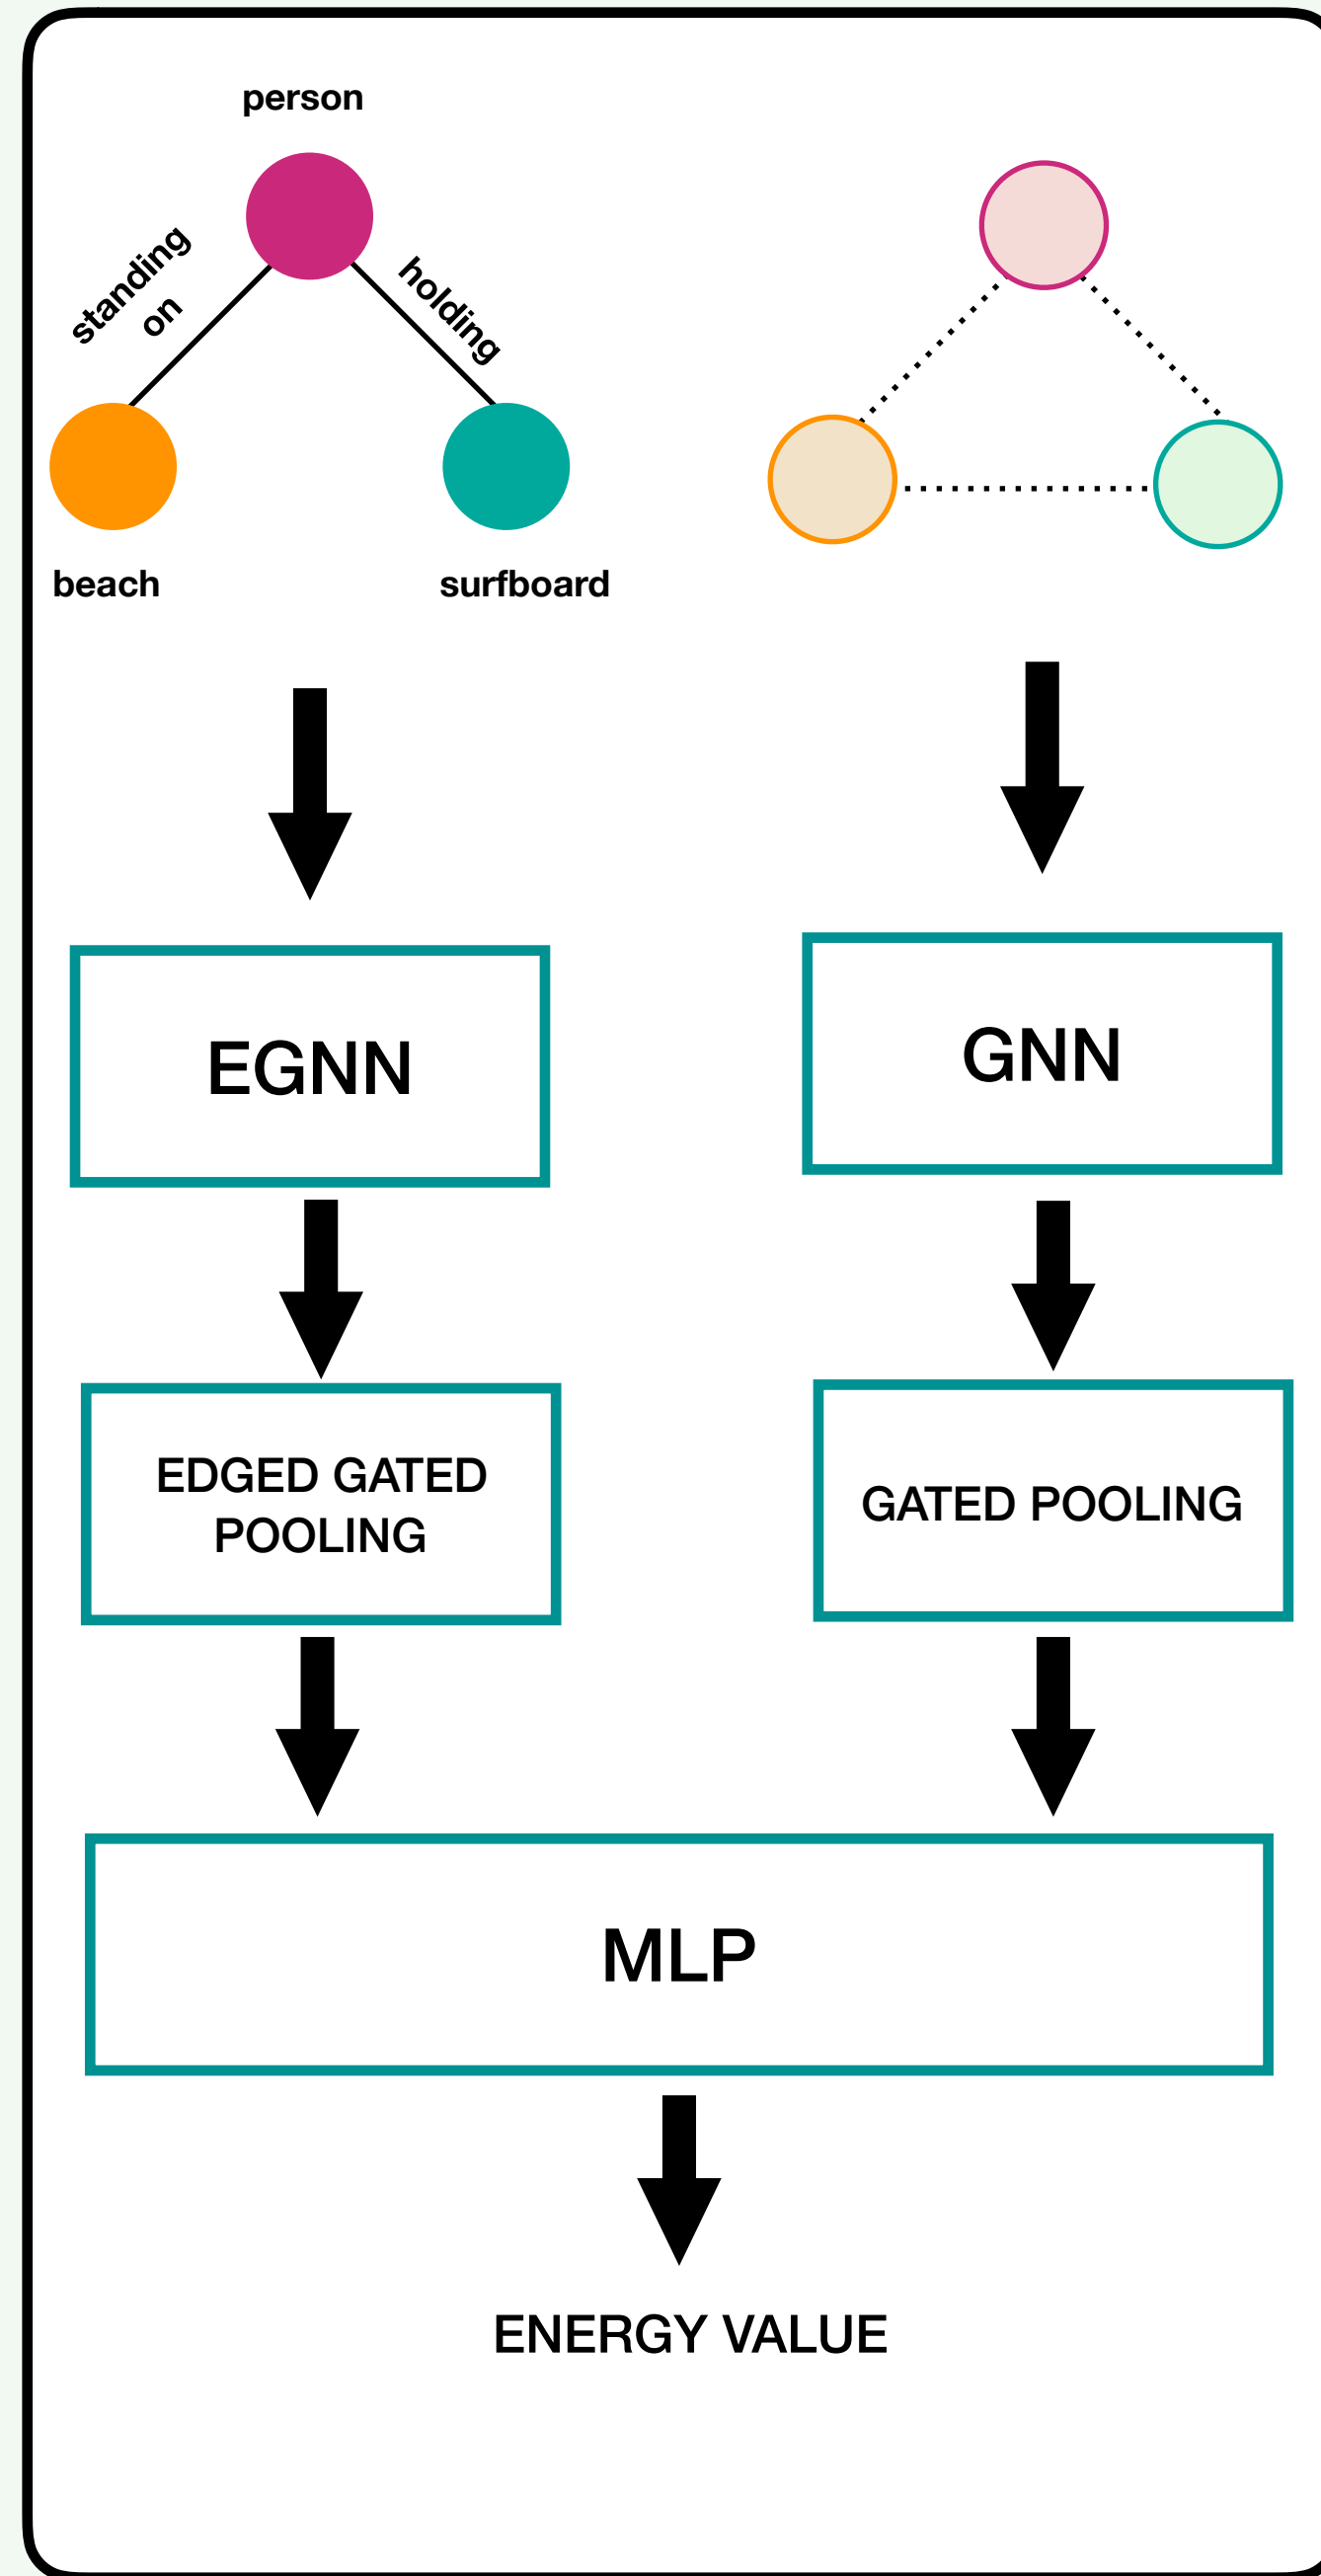 person
standing
on
holding
beach
surfboard
EGNN
GNN
EDGED GATED
POOLING
GATED POOLING
MLP
ENERGY VALUE